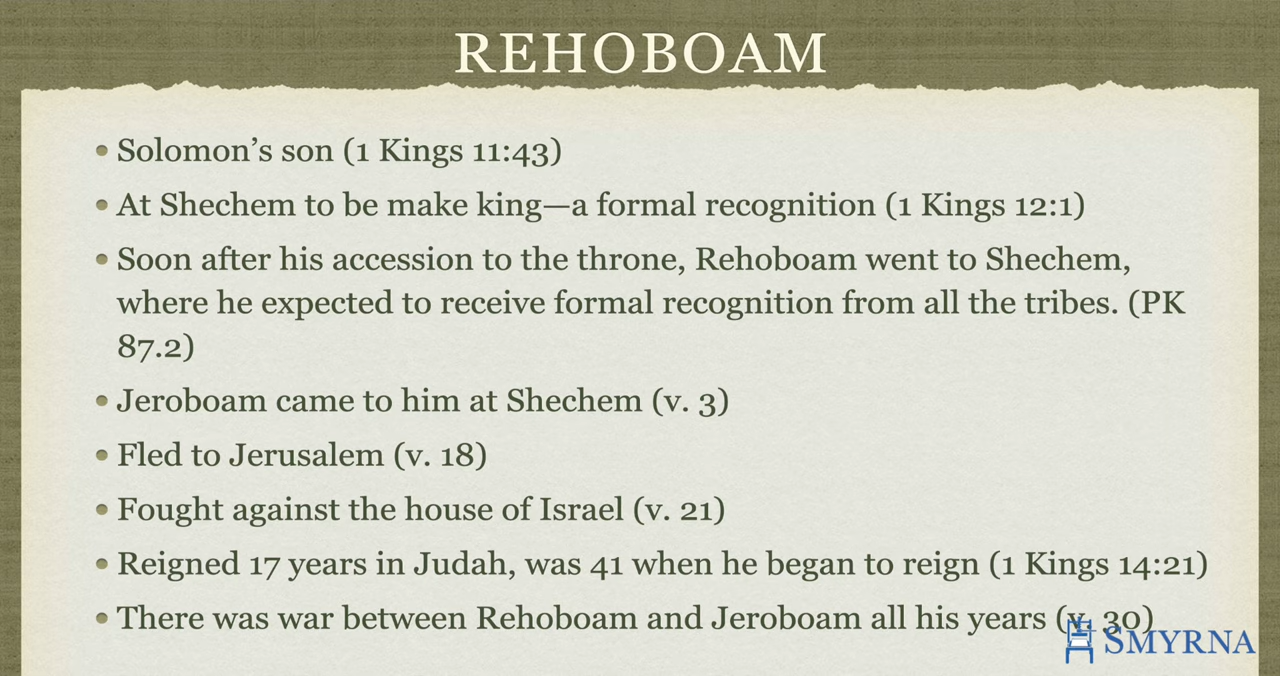 REHOBOAM
• Solomon’s son (1 Kings 11:43)
• At Shechem to be make king—a formal recognition (1 Kings 12:1)
• Soon after his accession to the throne, Rehoboam went to Shechem,
where he expected to receive formal recognition from all the tribes. (PK
87.2)
• Jeroboam came to him at Shechem (v. 3)
• Fled to Jerusalem (v. 18)
• Fought against the house of Israel (v. 21)
• Reigned 17 years in Judah, was 41 when he began to reign (1 Kings 14:21)
• There was war between Rehoboam and Jeroboam all his years (v. 30)
SMYRNA